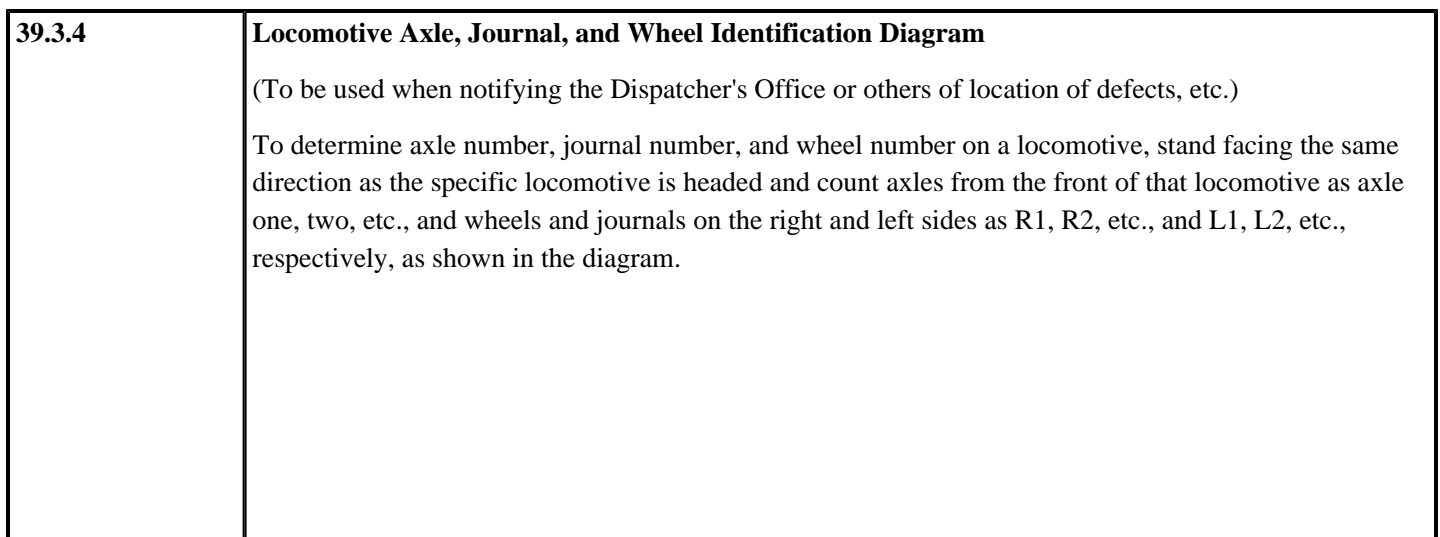 39.3.4
Locomotive Axle, Journal, and Wheel Identification Diagram
(To be used when notifying the Dispatcher's Office or others of location of defects, etc.)
To determine axle number, journal number, and wheel number on a locomotive, stand facing the same
direction as the specific locomotive is headed and count axles from the front of that locomotive as axle
one, two, etc., and wheels and journals on the right and left sides as R1, R2, etc., and L1, L2, etc.,
respectively, as shown in the diagram.